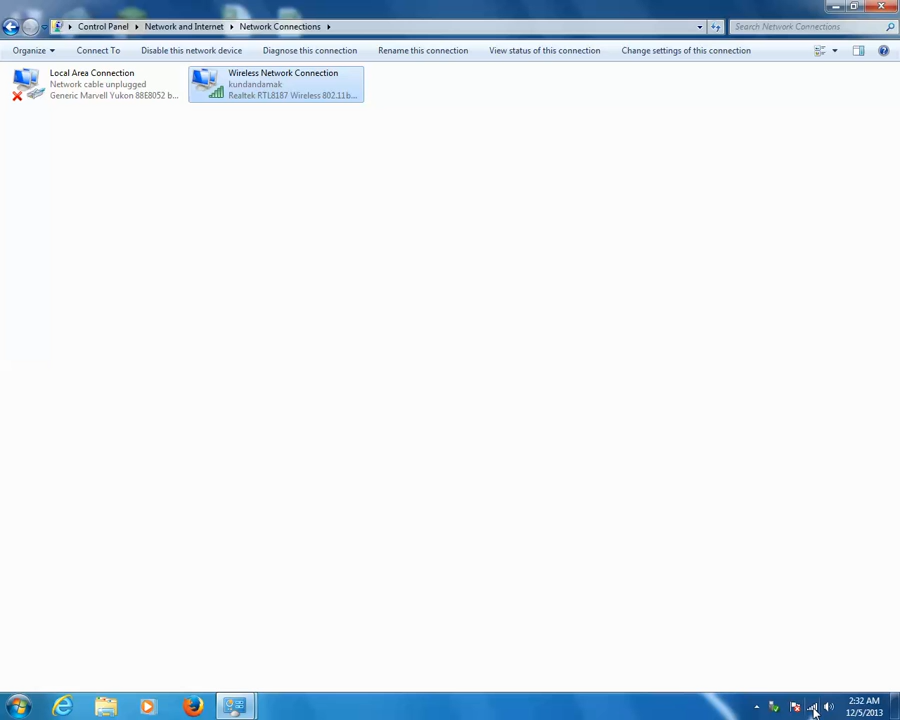 Control Panel Network and Internet Network Connections Search Network Connections
Organize Connect To Disable this network device Diagnose this connection Rename this connection View status of this connection Change settings of this connection
Local Area Connection
Network cable unplugged
Generic Marvell Yukon 88E8052 b...
Wireless Network Connection
kundandamak
Realtek RTL8187 Wireless 802.11b...
2:32 AM
12/5/2013